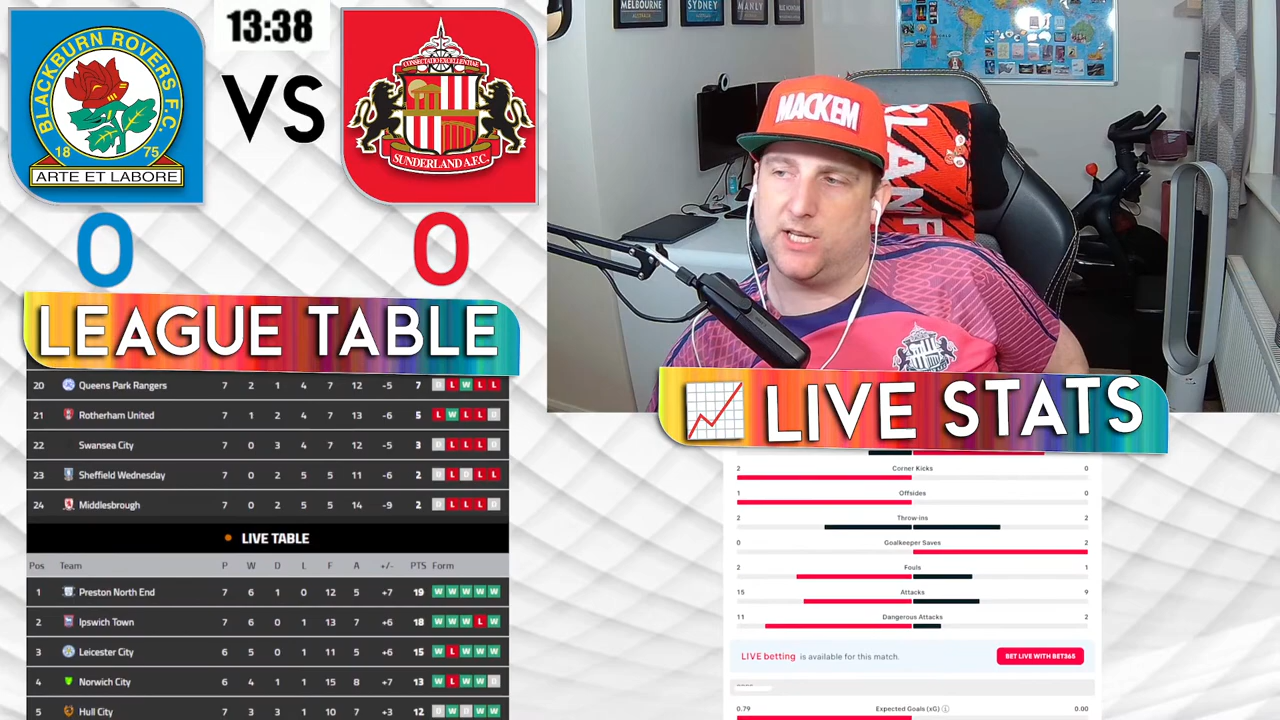 BLACKBURN ROVERS F.C.
18 75
ARTE ET LABORE
13:38
VS
CONSECTATIO EXCELLENTIAE
SUNDERLAND A.F.C.
0 0
MELBOURNE
SYDNEY
MANLY
MACKEM
LEAGUE TABLE
20 Queens Park Rangers 7 2 1 4 7 12 -5 7 D L W L L
21 Rotherham United 7 1 2 4 7 13 -6 5 L W L L D
22 Swansea City 7 0 3 4 7 12 -5 3 D L L L D
23 Sheffield Wednesday 7 0 2 5 5 11 -6 2 L D L L
24 Middlesbrough 7 0 2 5 5 14 -9 2 D L L L D
LIVE TABLE
Pos Team P W D L F A +/- PTS Form
1 Preston North End 7 6 1 0 12 5 +7 19 W W W W W
2 Ipswich Town 7 6 0 1 13 7 +6 18 W W W L W
3 Leicester City 6 5 0 1 11 5 +6 15 W L W W W
4 Norwich City 6 4 1 1 15 8 +7 13 W L W W D
5 Hull City 7 3 3 1 10 7 +3 12 D W D W W
LIVE STATS
2 Corner Kicks 0
1 Offsides 0
2 Throw-ins 2
0 Goalkeeper Saves 2
2 Fouls 1
15 Attacks 9
11 Dangerous Attacks 2
LIVE betting is available for this match.
BET LIVE WITH BET365
0.79 Expected Goals (xG) 0.00